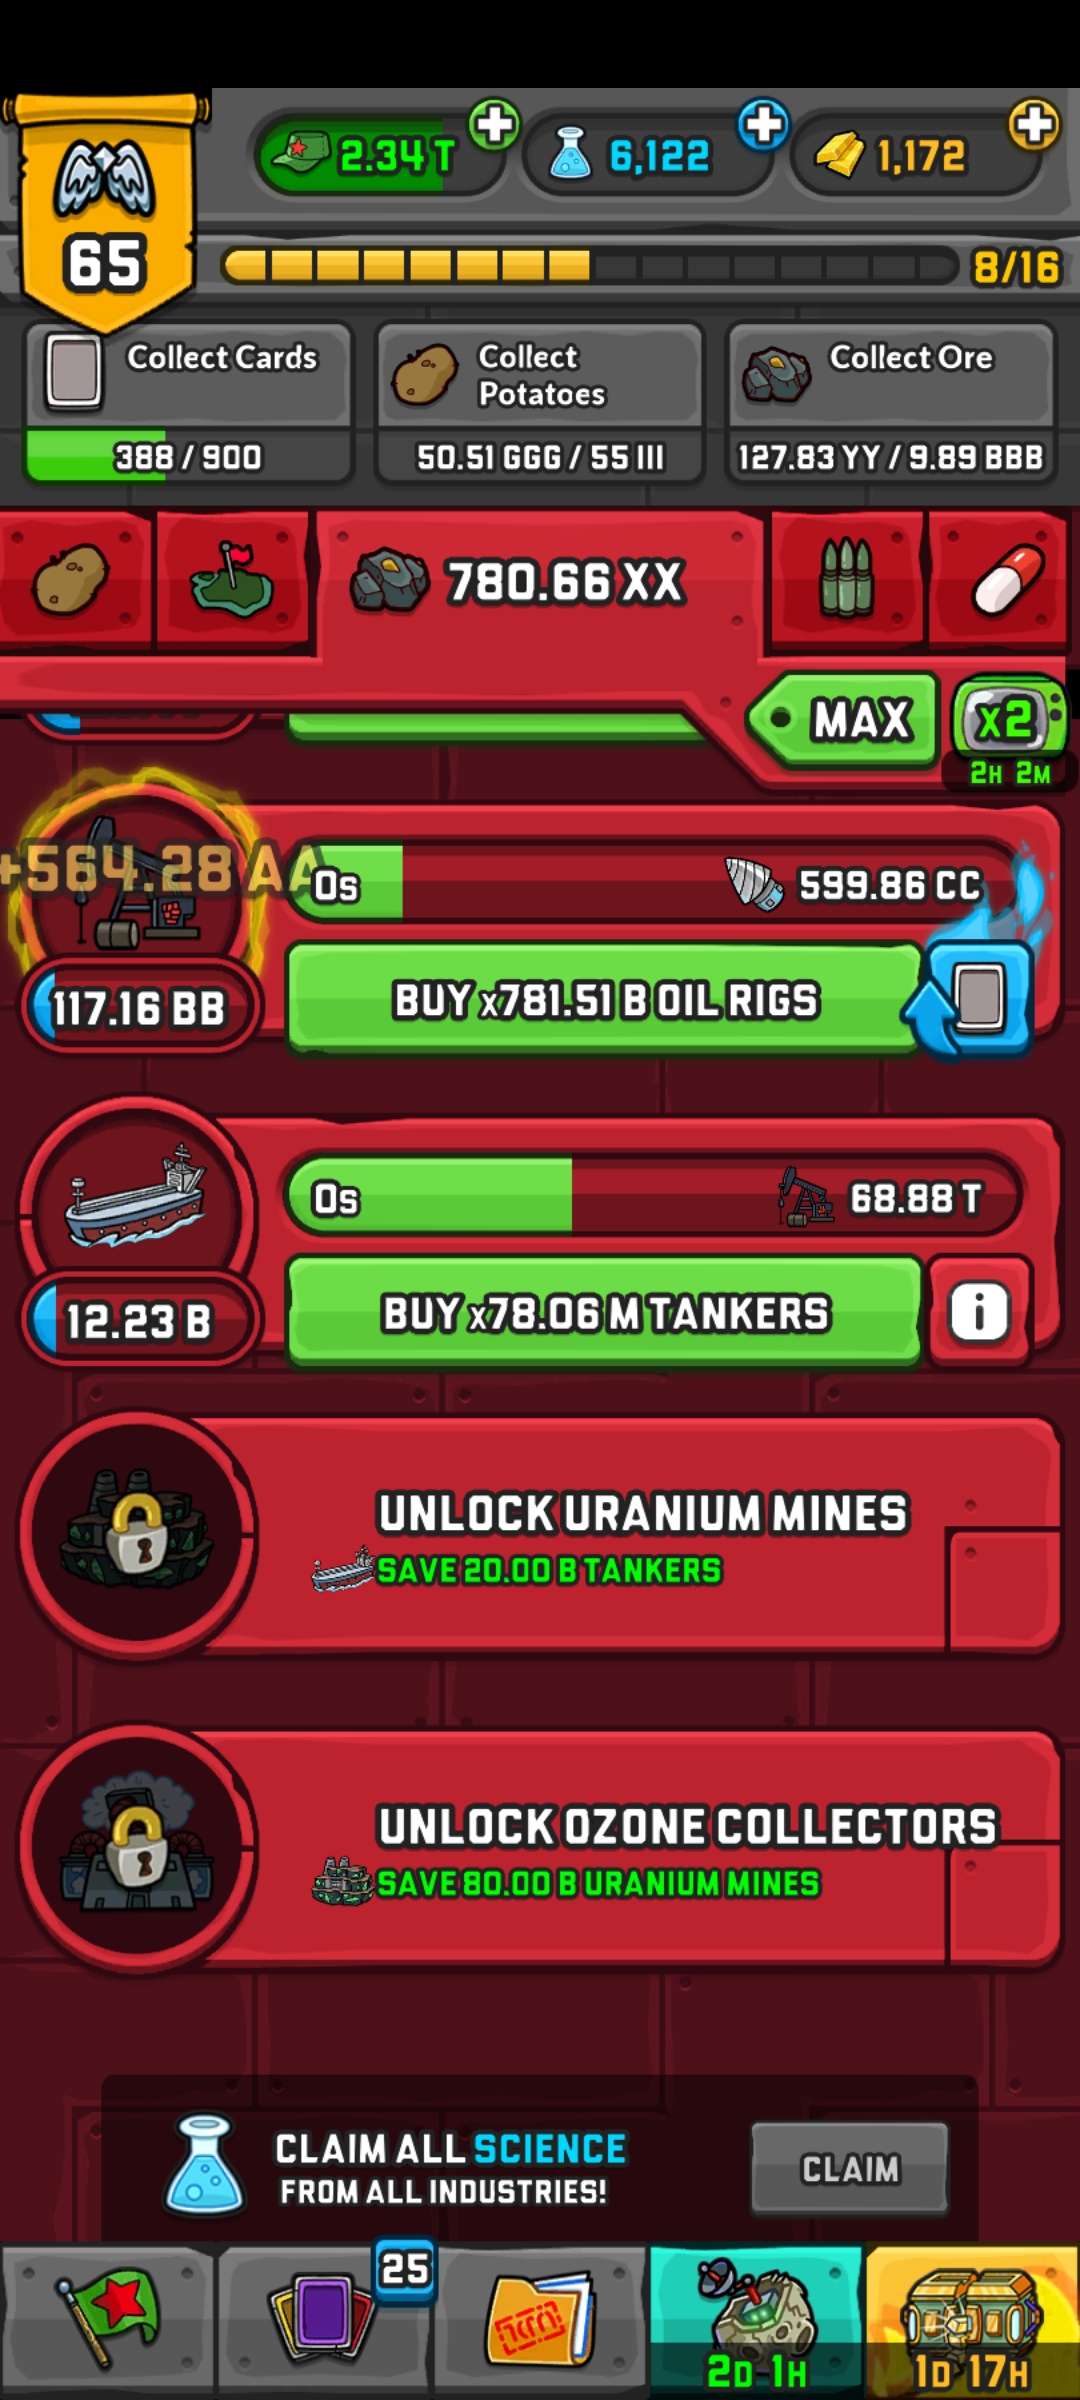 2.34 T
6,122
1,172
65
8/16
Collect Cards
388 / 900
Collect
Potatoes
50.51 GGG / 55 III
Collect Ore
127.83 YY / 9.89 BBB
780.66 XX
MAX
x2
2H 2M
+564.28 AA
0s
599.86 CC
117.16 BB
BUY x781.51 B OIL RIGS
0s
68.88 T
12.23 B
BUY x78.06 M TANKERS
i
UNLOCK URANIUM MINES
SAVE 20.00 B TANKERS
UNLOCK OZONE COLLECTORS
SAVE 80.00 B URANIUM MINES
CLAIM ALL SCIENCE
FROM ALL INDUSTRIES!
CLAIM
25
2D 1H
1D 17H